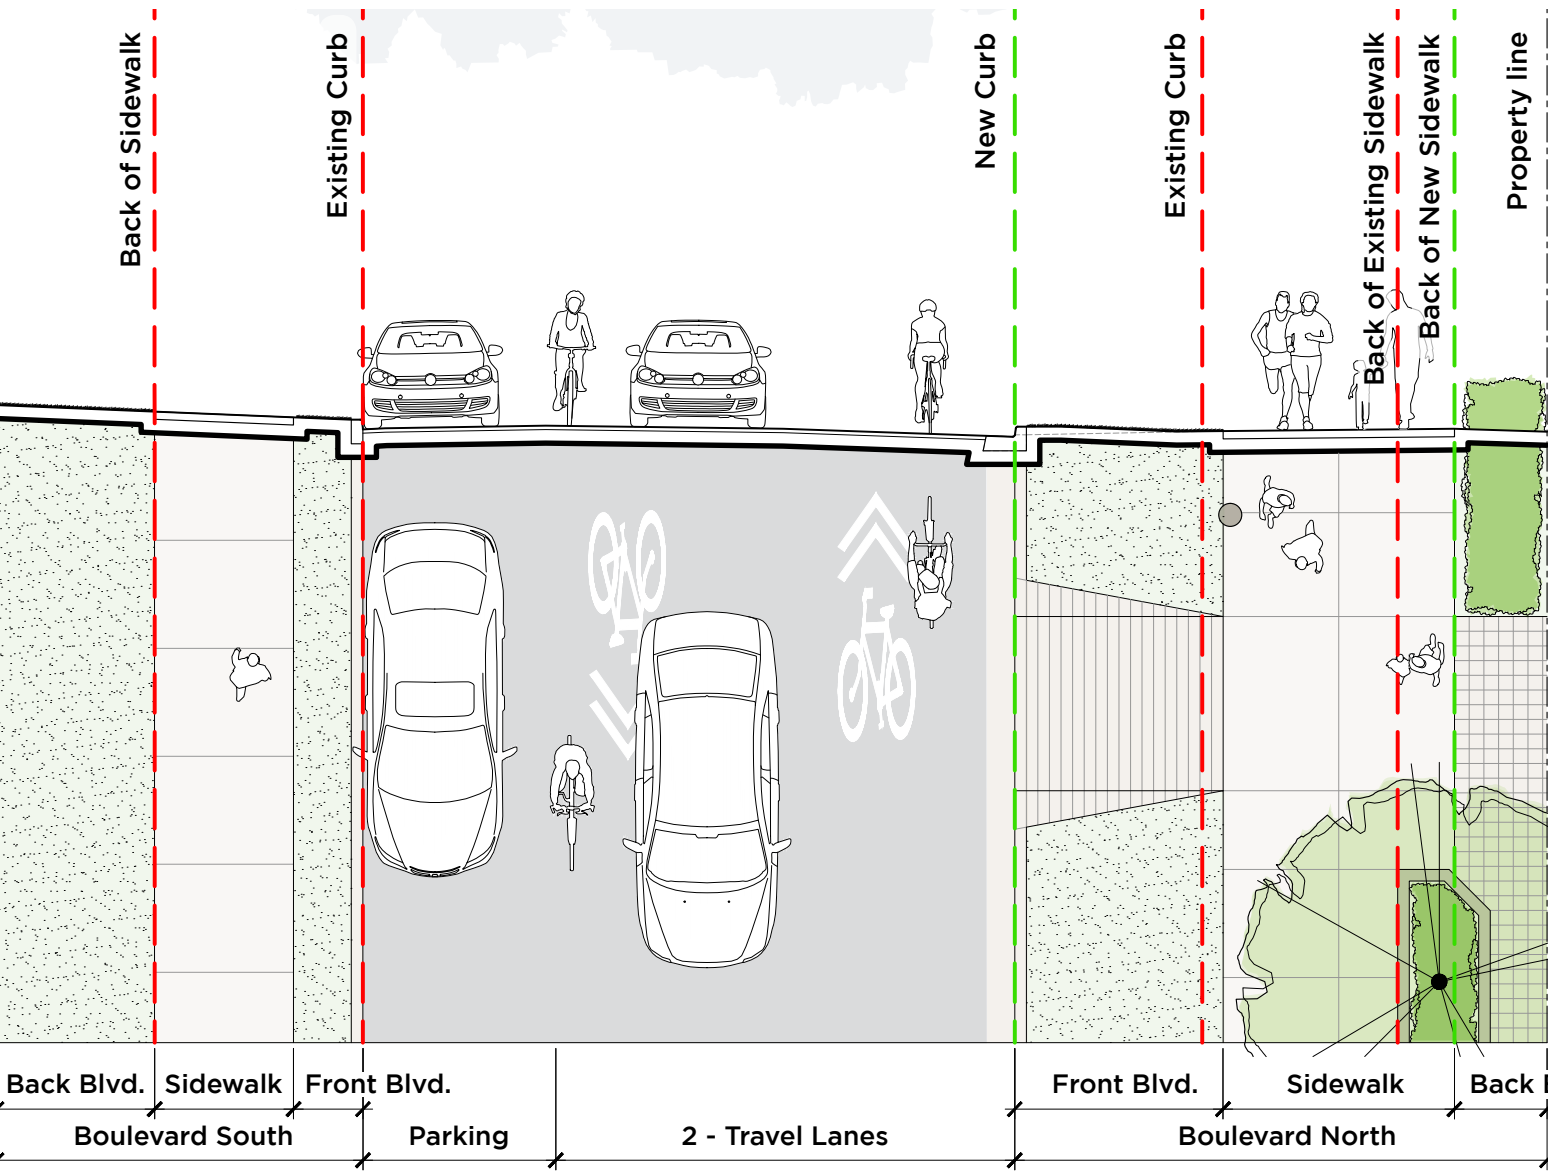 Back of Sidewalk
Existing Curb
New Curb
Existing Curb
Back of Existing Sidewalk
Back of New Sidewalk
Property line
Back Blvd.
Sidewalk
Front Blvd.
Front Blvd.
Sidewalk
Back
Boulevard South
Parking
2 - Travel Lanes
Boulevard North